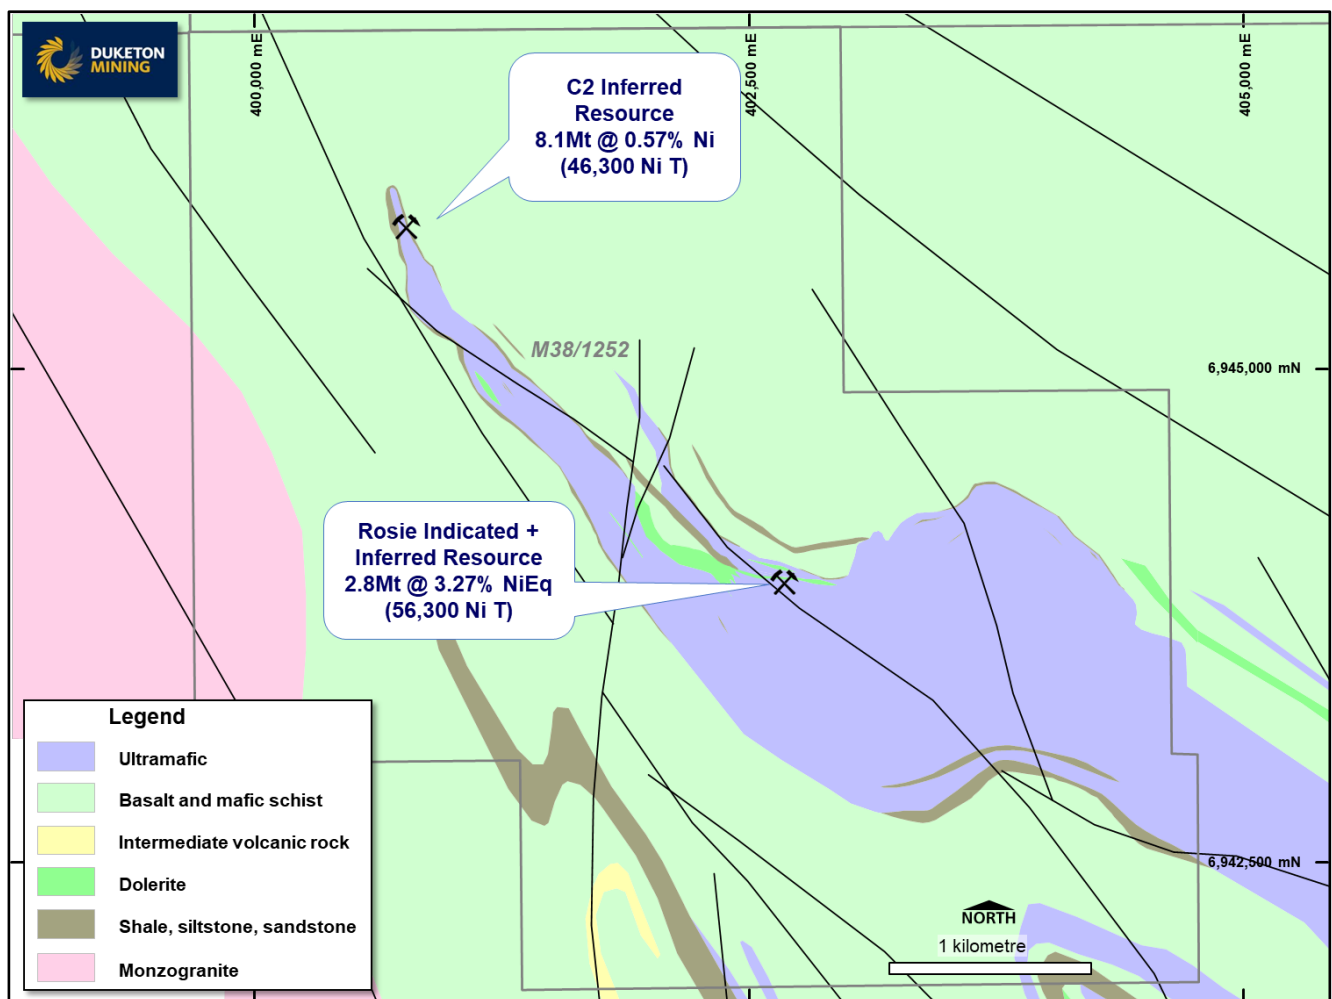 DUKETON
MINING
400,000 mE
402,500 mE
405,000 mE
C2 Inferred
Resource
8.1Mt @ 0.57% Ni
(46,300 Ni T)
M38/1252
6,945,000 mN
Rosie Indicated +
Inferred Resource
2.8Mt @ 3.27% NiEq
(56,300 Ni T)
Legend
Ultramafic
Basalt and mafic schist
Intermediate volcanic rock
Dolerite
Shale, siltstone, sandstone
Monzogranite
6,942,500 mN
NORTH
1 kilometre